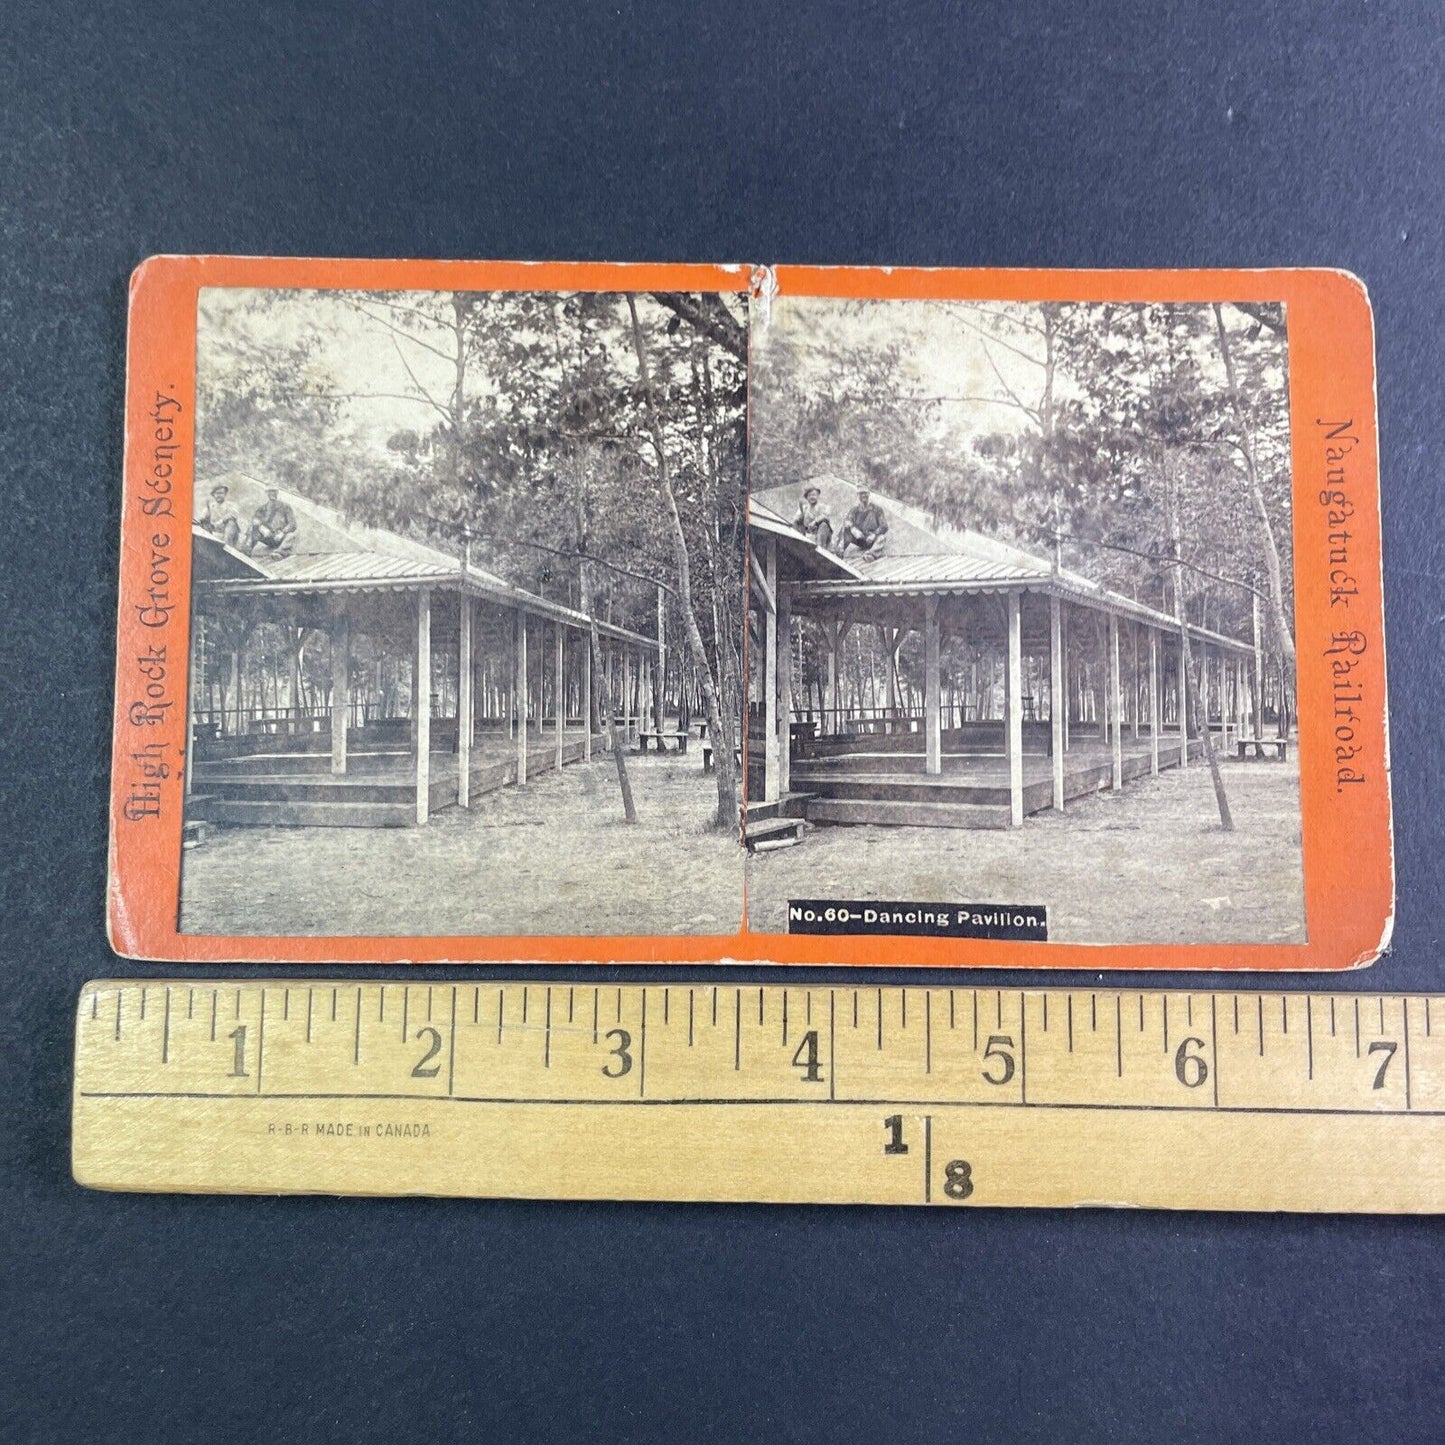 High Rock Grove Scenery.
Naugatuck Railroad.
No.60—Dancing Pavilion.
1 2 3 4 5 6 7
R-B-R MADE IN CANADA
1
8